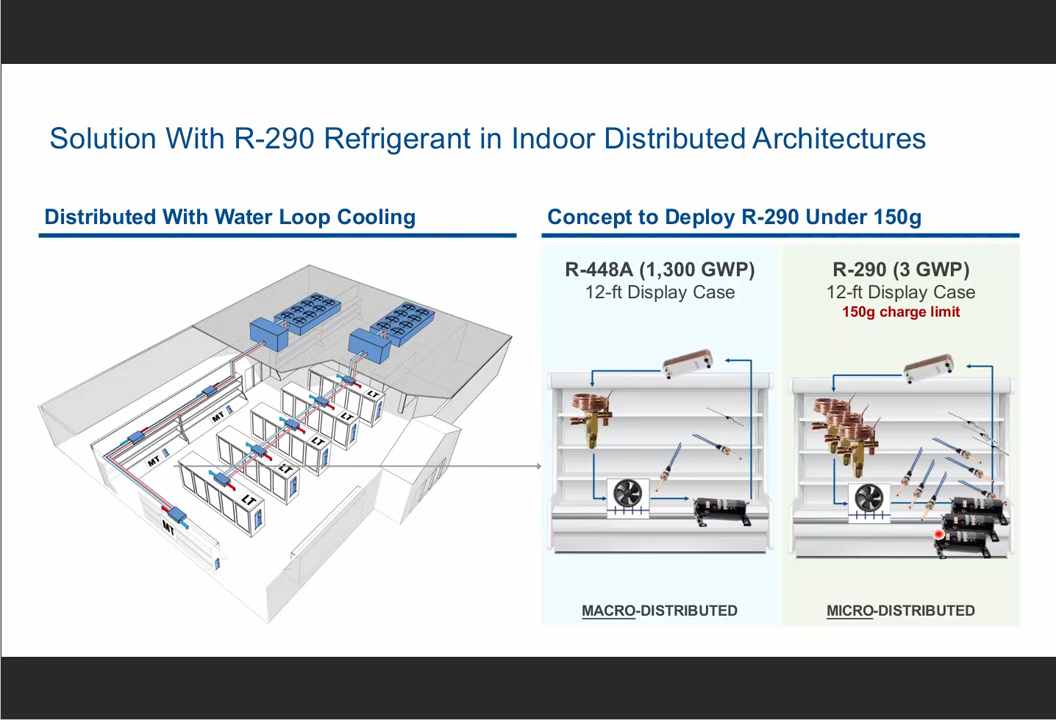 Solution With R-290 Refrigerant in Indoor Distributed Architectures
Distributed With Water Loop Cooling
MT
MT
MT
LT
LT
LT
LT
LT
Concept to Deploy R-290 Under 150g
R-448A (1,300 GWP)
12-ft Display Case
MACRO-DISTRIBUTED
R-290 (3 GWP)
12-ft Display Case
150g charge limit
MICRO-DISTRIBUTED